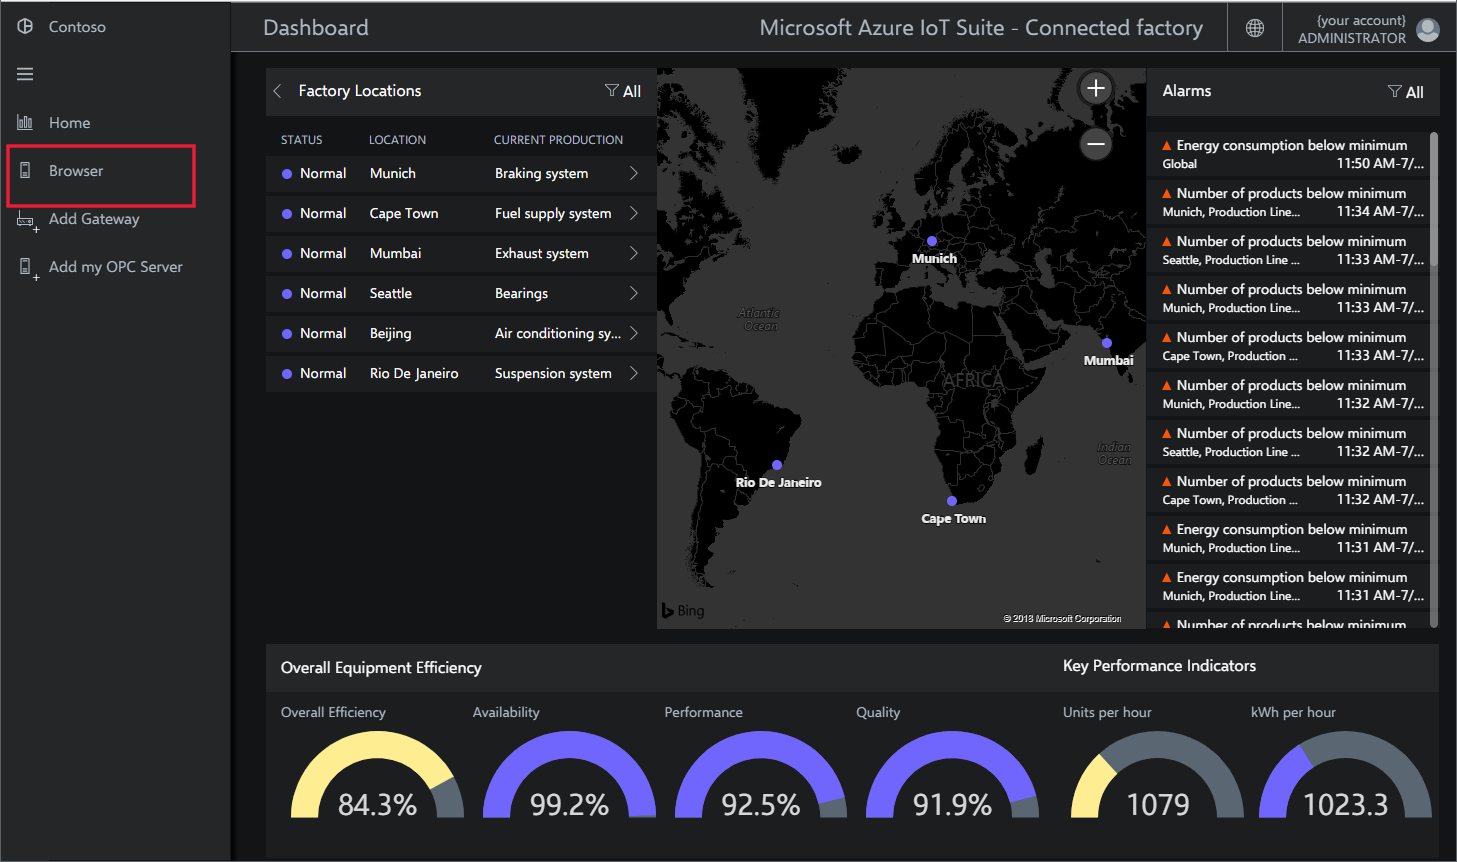 Contoso
Dashboard
Microsoft Azure IoT Suite - Connected factory
{your account}
ADMINISTRATOR
Home
Browser
Add Gateway
Add my OPC Server
Factory Locations
All
STATUS LOCATION CURRENT PRODUCTION
Normal Munich Braking system
Normal Cape Town Fuel supply system
Normal Mumbai Exhaust system
Normal Seattle Bearings
Normal Beijing Air conditioning sy...
Normal Rio De Janeiro Suspension system
Munich
Atlantic
Ocean
Mumbai
AFRICA
Indian
Ocean
Rio De Janeiro
Cape Town
Bing
© 2018 Microsoft Corporation
Alarms
All
Energy consumption below minimum
Global 11:50 AM-7/...
Number of products below minimum
Munich, Production Line... 11:34 AM-7/...
Number of products below minimum
Seattle, Production Line ... 11:33 AM-7/...
Number of products below minimum
Munich, Production Line... 11:33 AM-7/...
Number of products below minimum
Cape Town, Production ... 11:33 AM-7/...
Number of products below minimum
Munich, Production Line... 11:32 AM-7/...
Number of products below minimum
Seattle, Production Line ... 11:32 AM-7/...
Number of products below minimum
Cape Town, Production ... 11:32 AM-7/...
Energy consumption below minimum
Munich, Production Line... 11:31 AM-7/...
Energy consumption below minimum
Munich, Production Line... 11:31 AM-7/...
Number of products below minimum
Overall Equipment Efficiency
Key Performance Indicators
Overall Efficiency Availability Performance Quality Units per hour kWh per hour
84.3% 99.2% 92.5% 91.9% 1079 1023.3